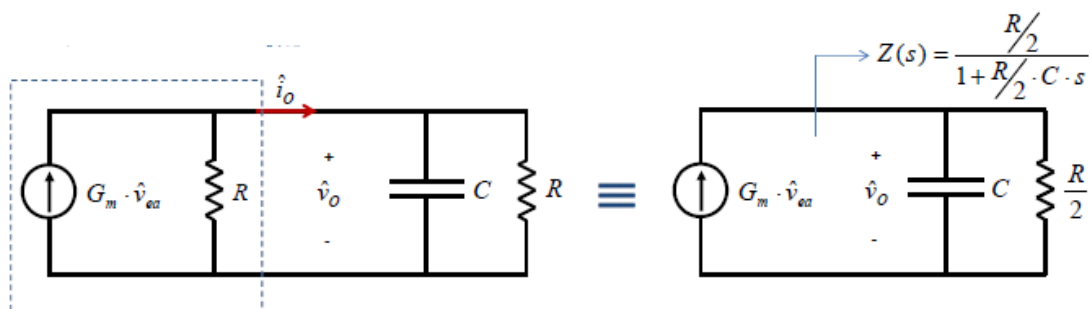 Z(s) = (R/2) / (1 + R/2 · C · s)
î_O
G_m · v̂_ea
R
+
v̂_O
-
C
R
≡
G_m · v̂_ea
+
v̂_O
-
C
R/2